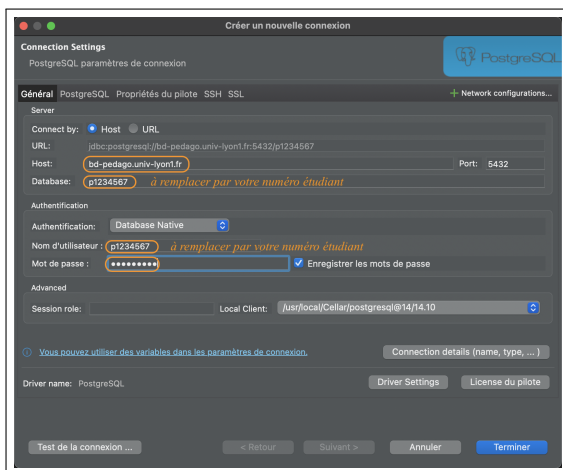 Créer un nouvelle connexion
Connection Settings
PostgreSQL paramètres de connexion
PostgreSQL
Général PostgreSQL Propriétés du pilote SSH SSL + Network configurations...
Server
Connect by: Host URL
URL: jdbc:postgresql://bd-pedago.univ-lyon1.fr:5432/p1234567
Host: bd-pedago.univ-lyon1.fr Port: 5432
Database: p1234567 à remplacer par votre numéro étudiant
Authentification
Authentification: Database Native
Nom d'utilisateur : p1234567 à remplacer par votre numéro étudiant
Mot de passe : ••••••••• Enregistrer les mots de passe
Advanced
Session role: Local Client: /usr/local/Cellar/postgresql@14/14.10
Vous pouvez utiliser des variables dans les paramètres de connexion. Connection details (name, type, ... )
Driver name: PostgreSQL Driver Settings License du pilote
Test de la connexion ... < Retour Suivant > Annuler Terminer